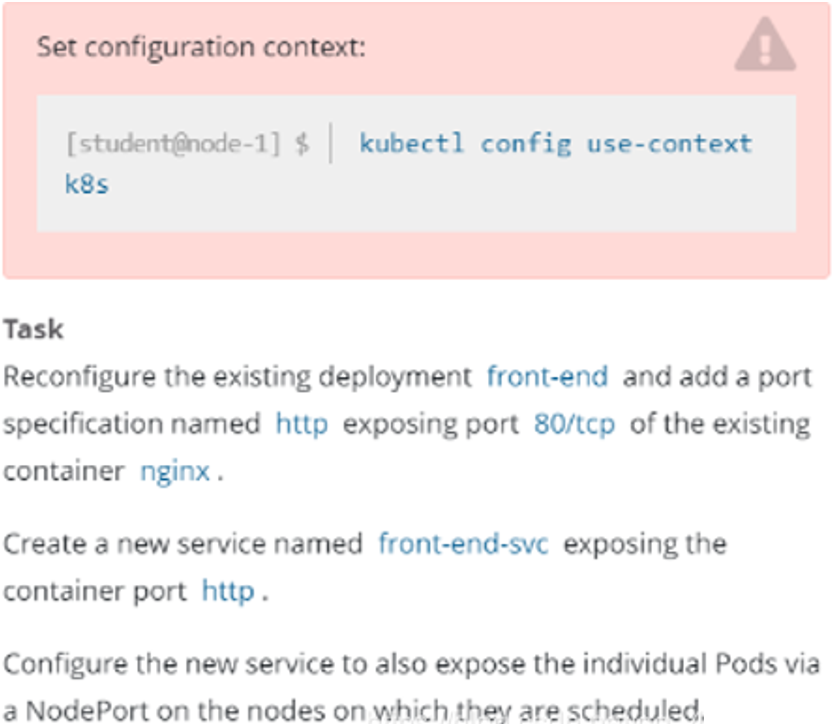 Set configuration context:
[student@node-1] $ | kubectl config use-context
k8s
Task
Reconfigure the existing deployment front-end and add a port
specification named http exposing port 80/tcp of the existing
container nginx .
Create a new service named front-end-svc exposing the
container port http .
Configure the new service to also expose the individual Pods via
a NodePort on the nodes on which they are scheduled.